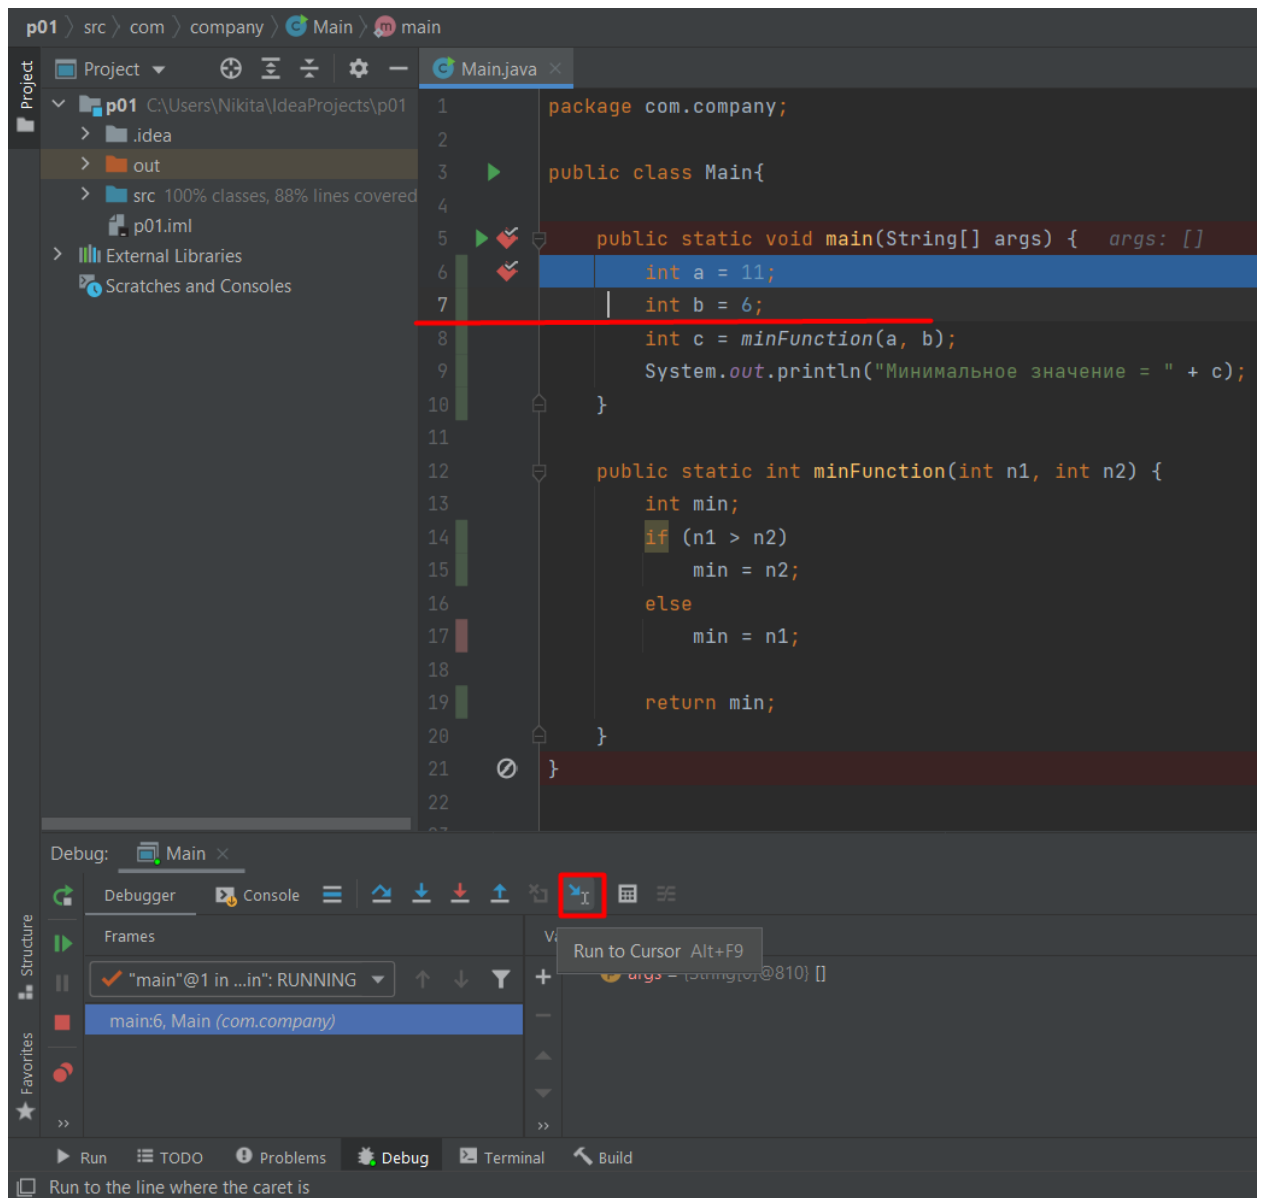 p01 src com company Main main
Project
Project
Main.java
p01 C:\Users\Nikita\IdeaProjects\p01
.idea
out
src 100% classes, 88% lines covered
p01.iml
External Libraries
Scratches and Consoles
1 package com.company;
2
3 public class Main{
4
5 public static void main(String[] args) { args: []
6 int a = 11;
7 int b = 6;
8 int c = minFunction(a, b);
9 System.out.println("Минимальное значение = " + c);
10 }
11
12 public static int minFunction(int n1, int n2) {
13 int min;
14 if (n1 > n2)
15 min = n2;
16 else
17 min = n1;
18
19 return min;
20 }
21 }
22
Debug: Main
Debugger Console
Frames
Run to Cursor Alt+F9
"main"@1 in ...in": RUNNING
args = {String[0]@810} []
main:6, Main (com.company)
Structure
Favorites
Run TODO Problems Debug Terminal Build
Run to the line where the caret is